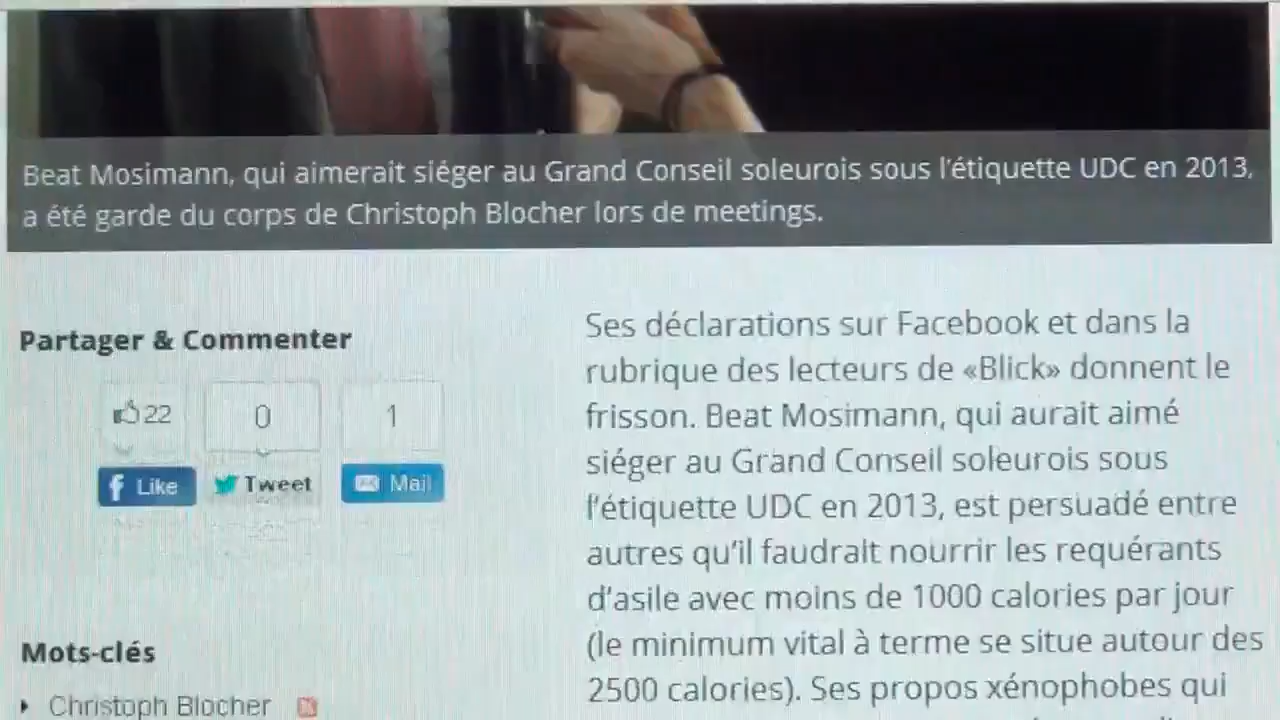 Beat Mosimann, qui aimerait siéger au Grand Conseil soleurois sous l'étiquette UDC en 2013,
a été garde du corps de Christoph Blocher lors de meetings.
Partager & Commenter
22
0
1
Like
Tweet
Mail
Mots-clés
Christoph Blocher
Ses déclarations sur Facebook et dans la
rubrique des lecteurs de «Blick» donnent le
frisson. Beat Mosimann, qui aurait aimé
siéger au Grand Conseil soleurois sous
l'étiquette UDC en 2013, est persuadé entre
autres qu'il faudrait nourrir les requérants
d'asile avec moins de 1000 calories par jour
(le minimum vital à terme se situe autour des
2500 calories). Ses propos xénophobes qui